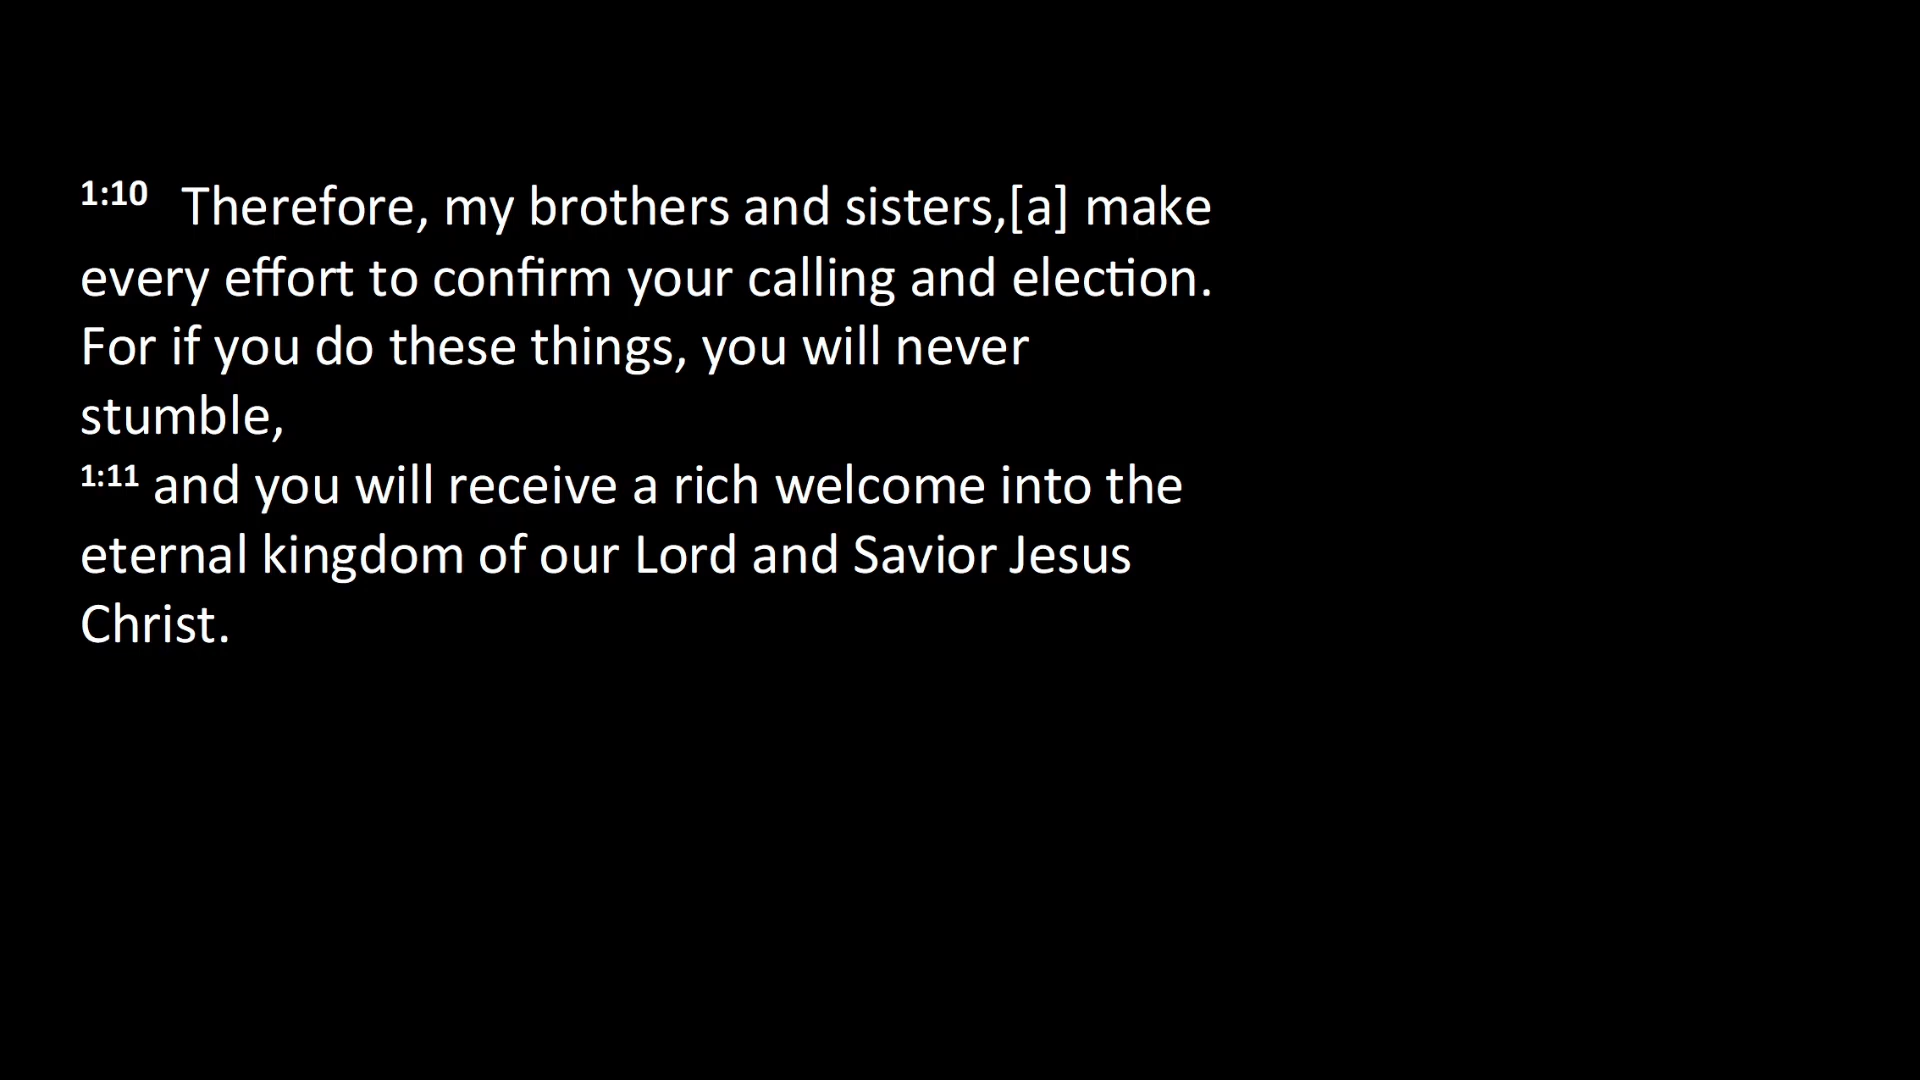 1:10 Therefore, my brothers and sisters,[a] make
every effort to confirm your calling and election.
For if you do these things, you will never
stumble,
1:11 and you will receive a rich welcome into the
eternal kingdom of our Lord and Savior Jesus
Christ.